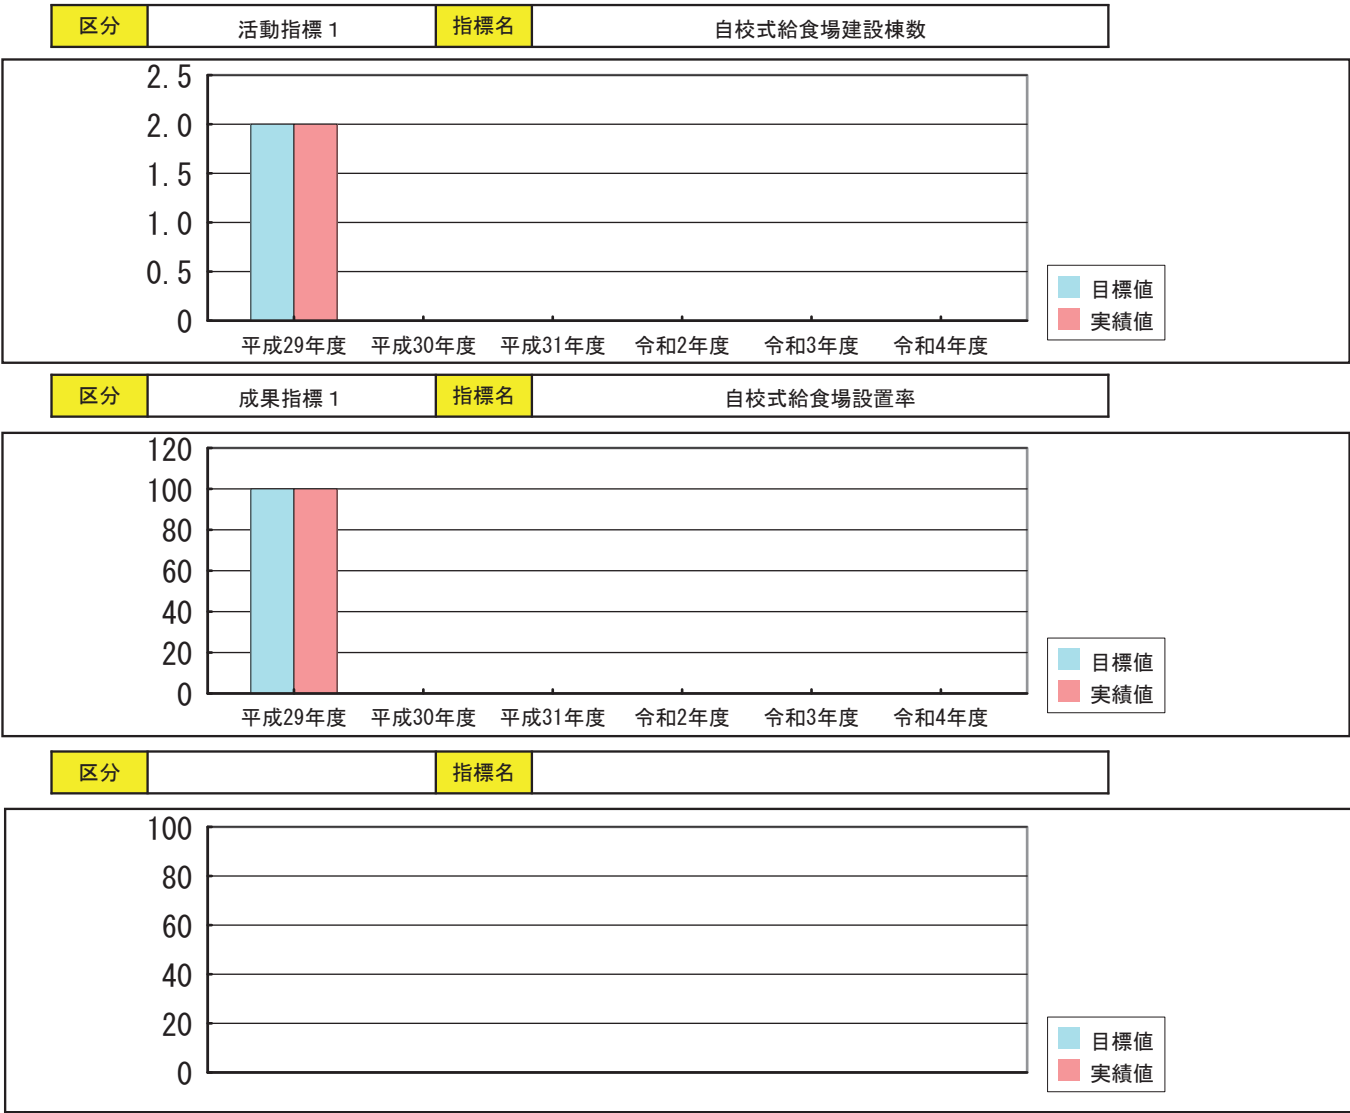 区分 活動指標１ 指標名 自校式給食場建設棟数
2.5
2.0
1.5
1.0
0.5
0
平成29年度 平成30年度 平成31年度 令和2年度 令和3年度 令和4年度
目標値
実績値
区分 成果指標１ 指標名 自校式給食場設置率
120
100
80
60
40
20
0
平成29年度 平成30年度 平成31年度 令和2年度 令和3年度 令和4年度
目標値
実績値
区分 指標名
100
80
60
40
20
0
目標値
実績値